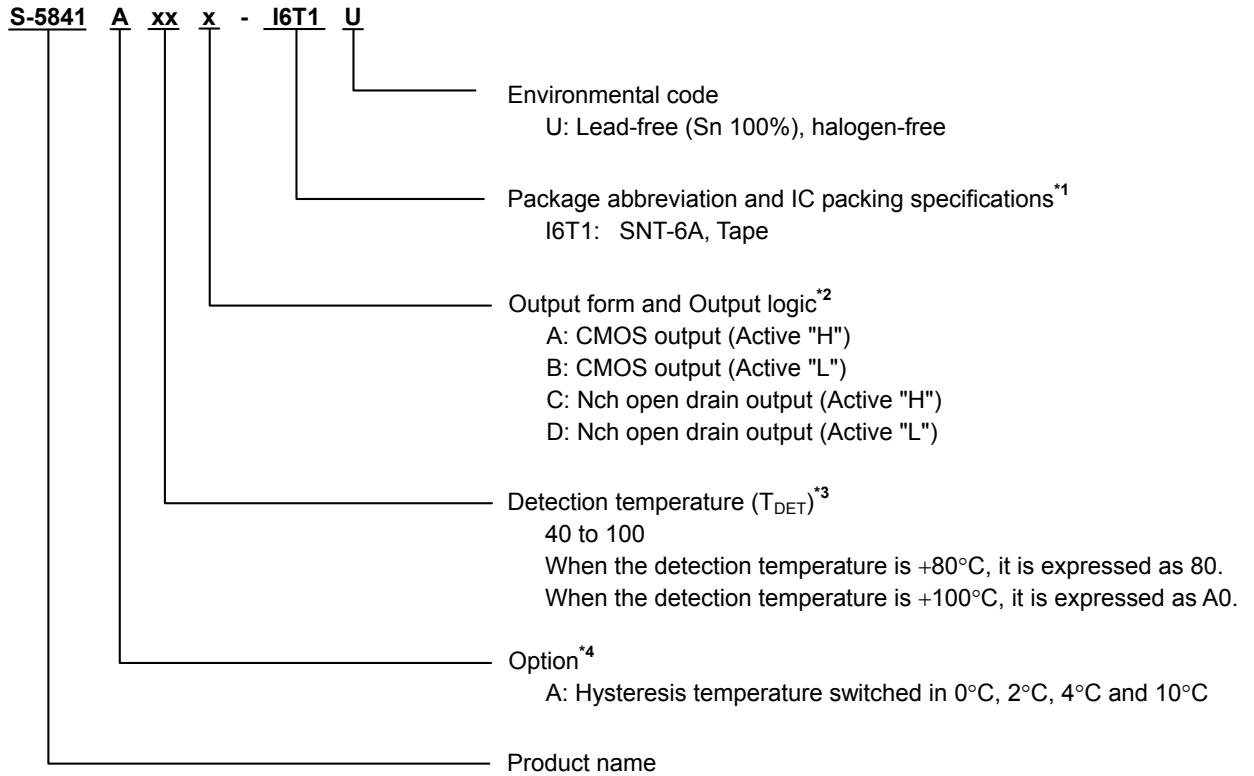 S-5841 A xx x - I6T1 U
Environmental code
U: Lead-free (Sn 100%), halogen-free
Package abbreviation and IC packing specifications*1
I6T1: SNT-6A, Tape
Output form and Output logic*2
A: CMOS output (Active "H")
B: CMOS output (Active "L")
C: Nch open drain output (Active "H")
D: Nch open drain output (Active "L")
Detection temperature (TDET)*3
40 to 100
When the detection temperature is +80°C, it is expressed as 80.
When the detection temperature is +100°C, it is expressed as A0.
Option*4
A: Hysteresis temperature switched in 0°C, 2°C, 4°C and 10°C
Product name